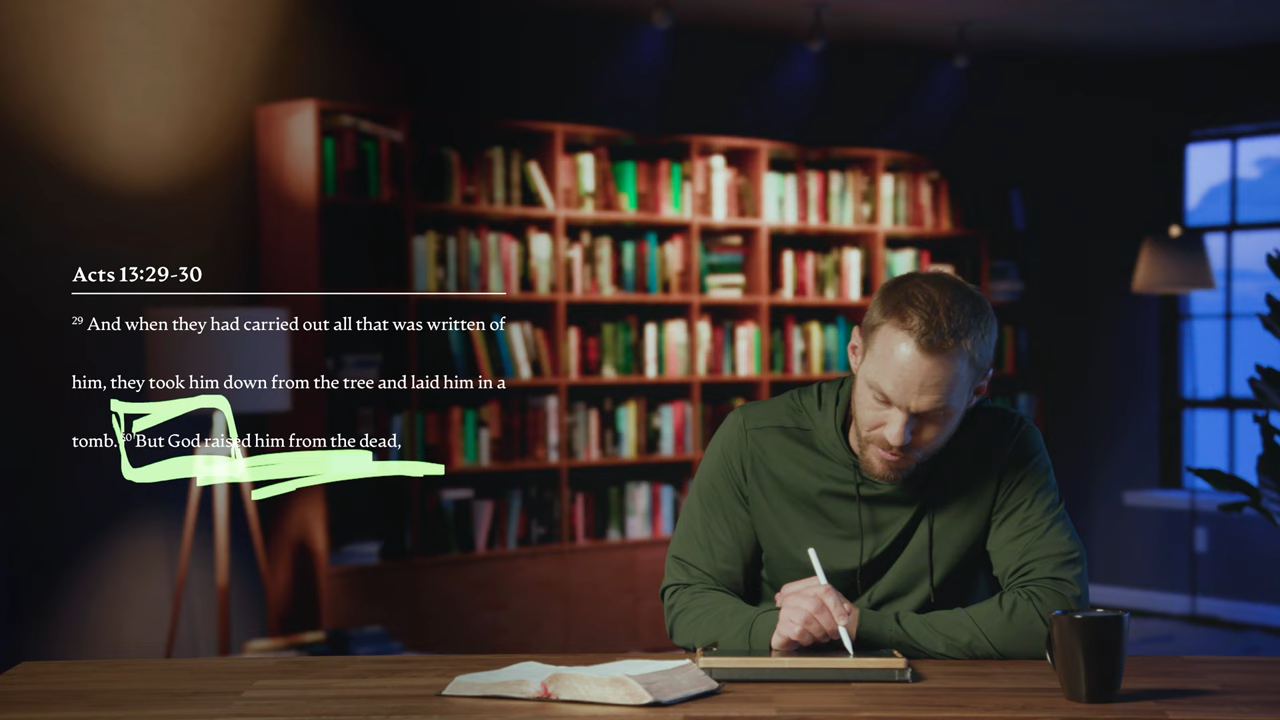 Acts 13:29-30
29 And when they had carried out all that was written of
him, they took him down from the tree and laid him in a
tomb. 30 But God raised him from the dead,